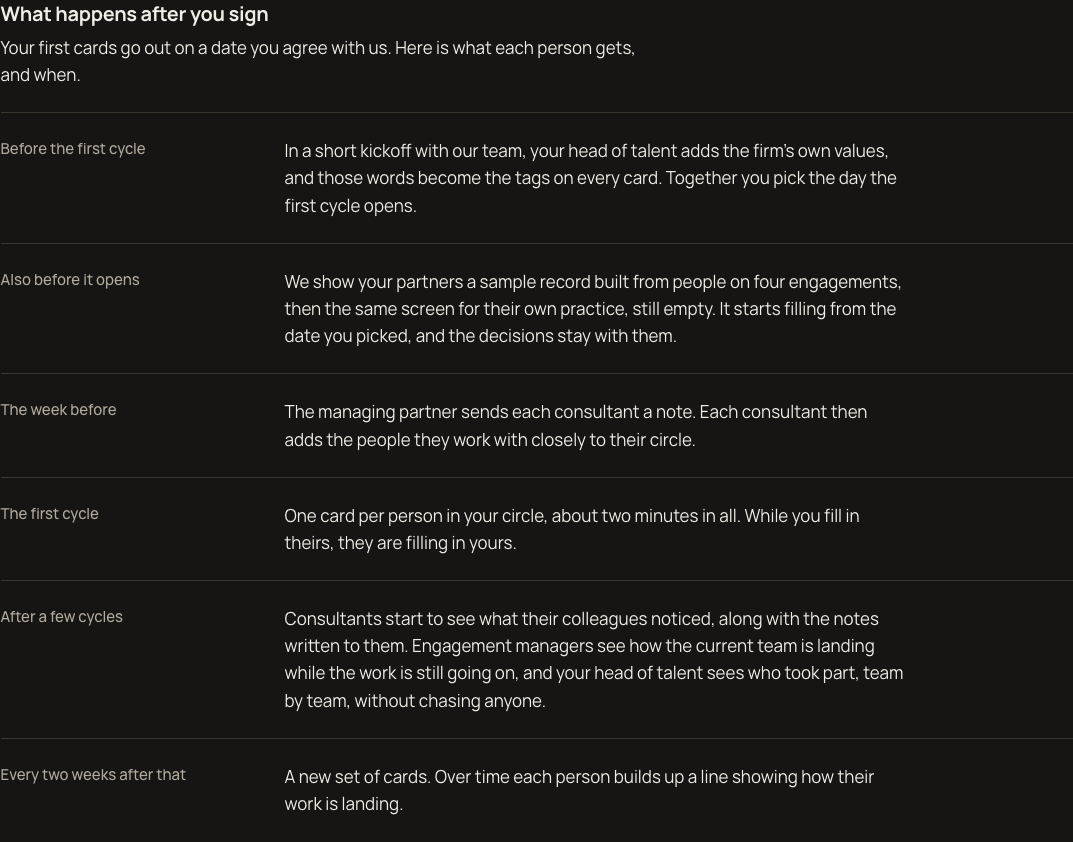 What happens after you sign
Your first cards go out on a date you agree with us. Here is what each person gets,
and when.
Before the first cycle
In a short kickoff with our team, your head of talent adds the firm's own values,
and those words become the tags on every card. Together you pick the day the
first cycle opens.
Also before it opens
We show your partners a sample record built from people on four engagements,
then the same screen for their own practice, still empty. It starts filling from the
date you picked, and the decisions stay with them.
The week before
The managing partner sends each consultant a note. Each consultant then
adds the people they work with closely to their circle.
The first cycle
One card per person in your circle, about two minutes in all. While you fill in
theirs, they are filling in yours.
After a few cycles
Consultants start to see what their colleagues noticed, along with the notes
written to them. Engagement managers see how the current team is landing
while the work is still going on, and your head of talent sees who took part, team
by team, without chasing anyone.
Every two weeks after that
A new set of cards. Over time each person builds up a line showing how their
work is landing.